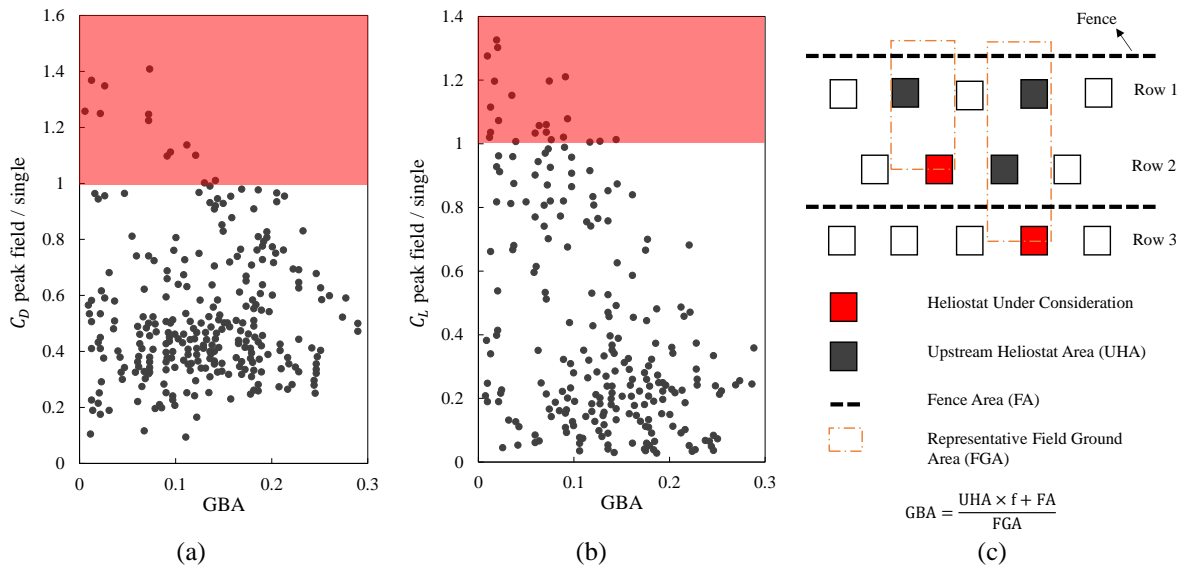 1.6
1.4
1.2
1
0.8
0.6
0.4
0.2
0
C_D peak field / single
0
0.1
0.2
0.3
GBA
(a)
1.4
1.2
1
0.8
0.6
0.4
0.2
0
C_L peak field / single
0
0.1
0.2
0.3
GBA
(b)
Fence
Row 1
Row 2
Row 3
Heliostat Under Consideration
Upstream Heliostat Area (UHA)
Fence Area (FA)
Representative Field Ground
Area (FGA)
GBA = (UHA × f + FA) / FGA
(c)